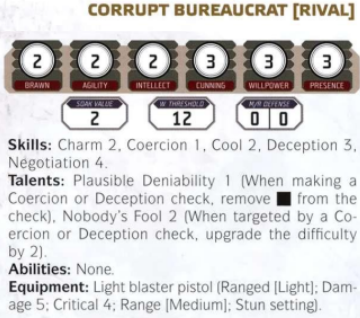 CORRUPT BUREAUCRAT [RIVAL]
2 2 2 3 3 3
BRAWN AGILITY INTELLECT CUNNING WILLPOWER PRESENCE
SOAK VALUE W. THRESHOLD M/R DEFENSE
2 12 0 0
Skills: Charm 2, Coercion 1, Cool 2, Deception 3,
Negotiation 4.
Talents: Plausible Deniability 1 (When making a
Coercion or Deception check, remove ■ from the
check), Nobody's Fool 2 (When targeted by a Co-
ercion or Deception check, upgrade the difficulty
by 2).
Abilities: None.
Equipment: Light blaster pistol (Ranged [Light]; Dam-
age 5; Critical 4; Range [Medium]; Stun setting).